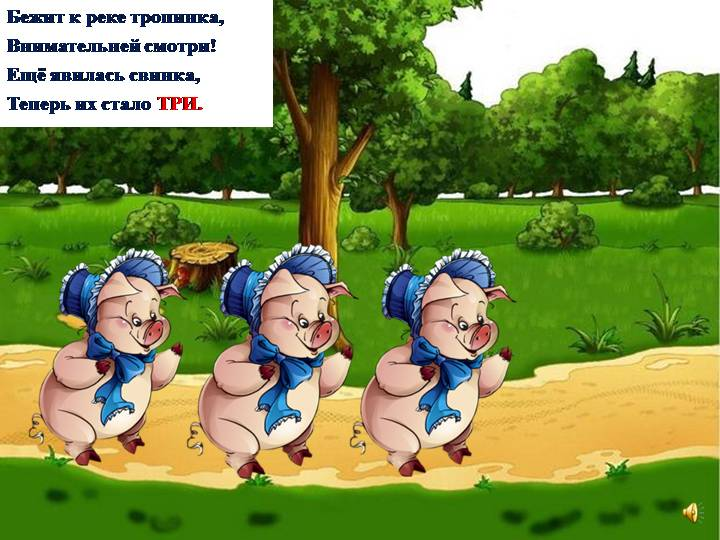 Бежит к реке тропинка,
Внимательней смотри!
Ещё явилась свинка,
Теперь их стало ТРИ.